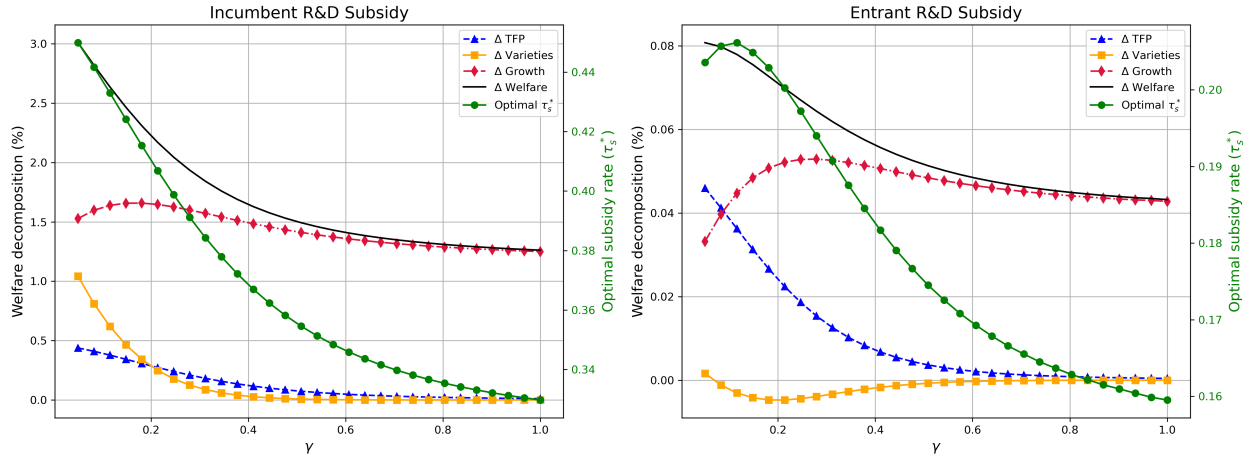 Incumbent R&D Subsidy
Welfare decomposition (%)
3.0
2.5
2.0
1.5
1.0
0.5
0.0
0.2
0.4
0.6
0.8
1.0
γ
0.44
0.42
0.40
0.38
0.36
0.34
Optimal subsidy rate (τs*)
Δ TFP
Δ Varieties
Δ Growth
Δ Welfare
Optimal τs*
Entrant R&D Subsidy
Welfare decomposition (%)
0.08
0.06
0.04
0.02
0.00
0.2
0.4
0.6
0.8
1.0
γ
0.20
0.19
0.18
0.17
0.16
Optimal subsidy rate (τs*)
Δ TFP
Δ Varieties
Δ Growth
Δ Welfare
Optimal τs*